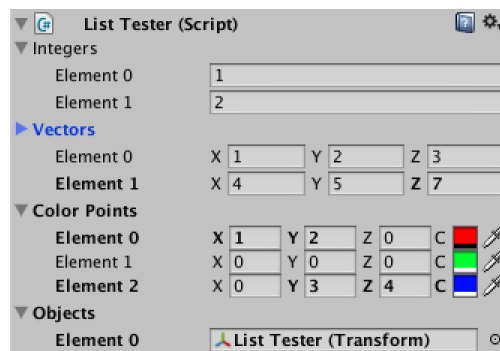 List Tester (Script)
Integers
Element 0 1
Element 1 2
Vectors
Element 0 X 1 Y 2 Z 3
Element 1 X 4 Y 5 Z 7
Color Points
Element 0 X 1 Y 2 Z 0 C
Element 1 X 0 Y 0 Z 0 C
Element 2 X 0 Y 3 Z 4 C
Objects
Element 0 List Tester (Transform)